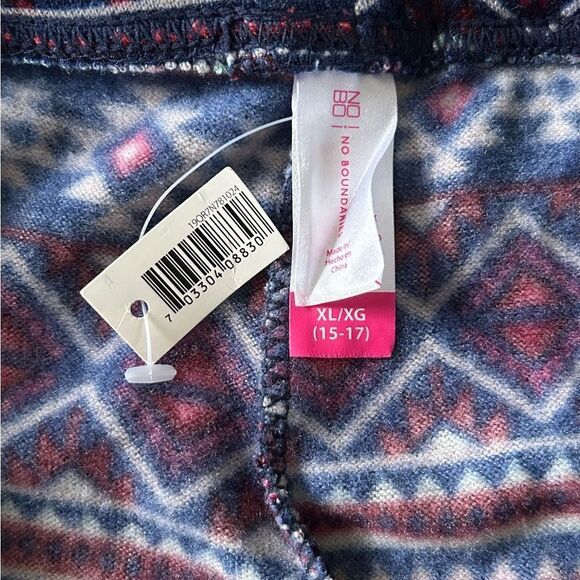 19QR7N781024
7 03304 08830
NO
BO
NO BOUNDARIES
Made in
Hecho en
China
XL/XG
(15-17)